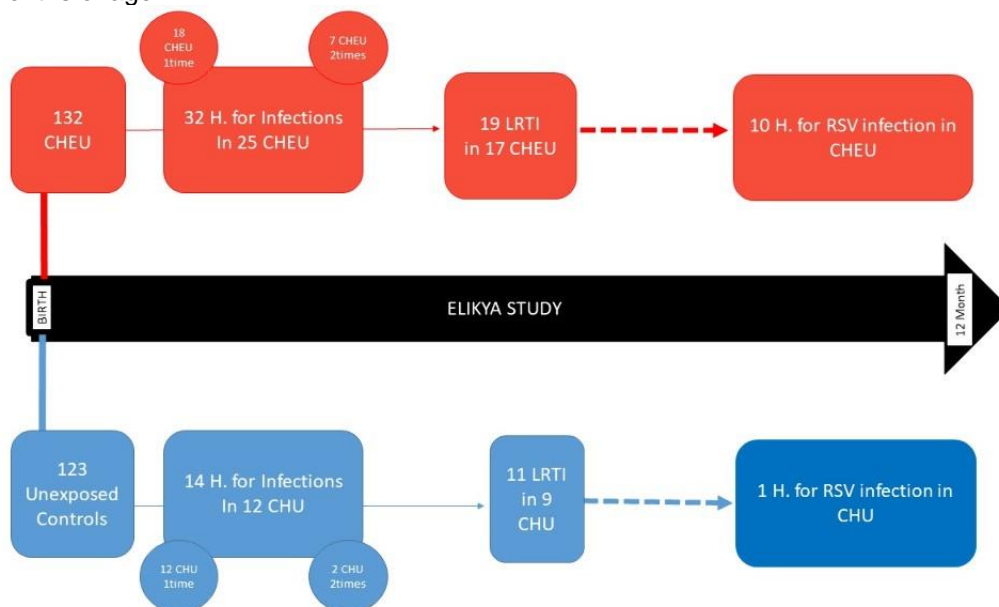 18
CHEU
1time
7 CHEU
2times
132
CHEU
32 H. for Infections
In 25 CHEU
19 LRTI
in 17 CHEU
10 H. for RSV infection in
CHEU
BIRTH
ELIKYA STUDY
12 Month
123
Unexposed
Controls
14 H. for Infections
In 12 CHU
11 LRTI
in 9
CHU
1 H. for RSV infection in
CHU
12 CHU
1time
2 CHU
2times